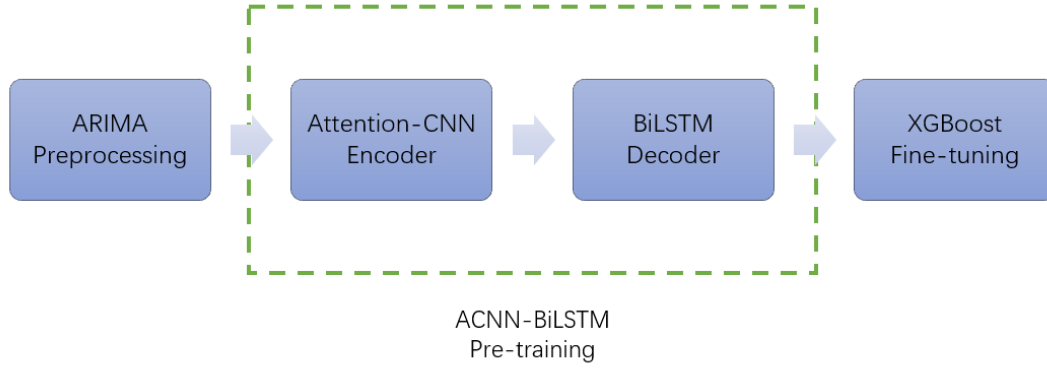 ARIMA
Preprocessing
Attention-CNN
Encoder
BiLSTM
Decoder
XGBoost
Fine-tuning
ACNN-BiLSTM
Pre-training